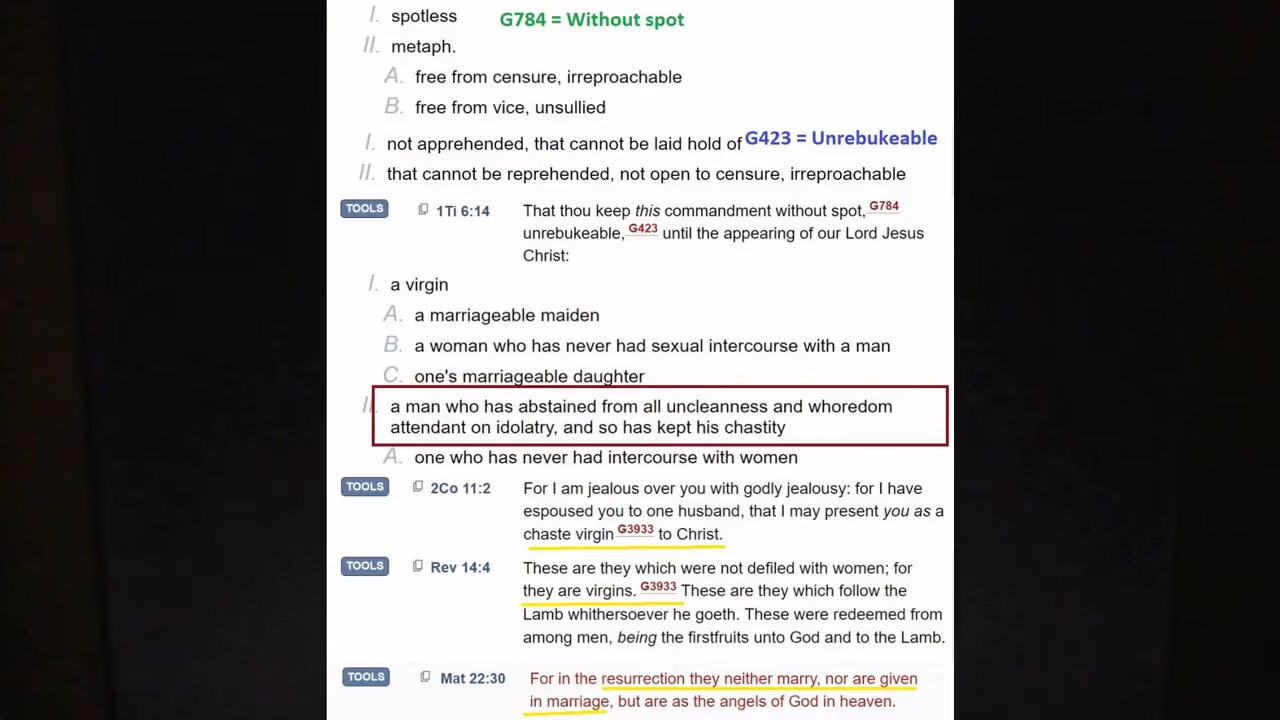 I. spotless G784 = Without spot
II. metaph.
A. free from censure, irreproachable
B. free from vice, unsullied
I. not apprehended, that cannot be laid hold of G423 = Unrebukeable
II. that cannot be reprehended, not open to censure, irreproachable
TOOLS 1Ti 6:14 That thou keep this commandment without spot, G784
unrebukeable, G423 until the appearing of our Lord Jesus
Christ:
I. a virgin
A. a marriageable maiden
B. a woman who has never had sexual intercourse with a man
C. one's marriageable daughter
II. a man who has abstained from all uncleanness and whoredom
attendant on idolatry, and so has kept his chastity
A. one who has never had intercourse with women
TOOLS 2Co 11:2 For I am jealous over you with godly jealousy: for I have
espoused you to one husband, that I may present you as a
chaste virgin G3933 to Christ.
TOOLS Rev 14:4 These are they which were not defiled with women; for
they are virgins. G3933 These are they which follow the
Lamb whithersoever he goeth. These were redeemed from
among men, being the firstfruits unto God and to the Lamb.
TOOLS Mat 22:30 For in the resurrection they neither marry, nor are given
in marriage, but are as the angels of God in heaven.